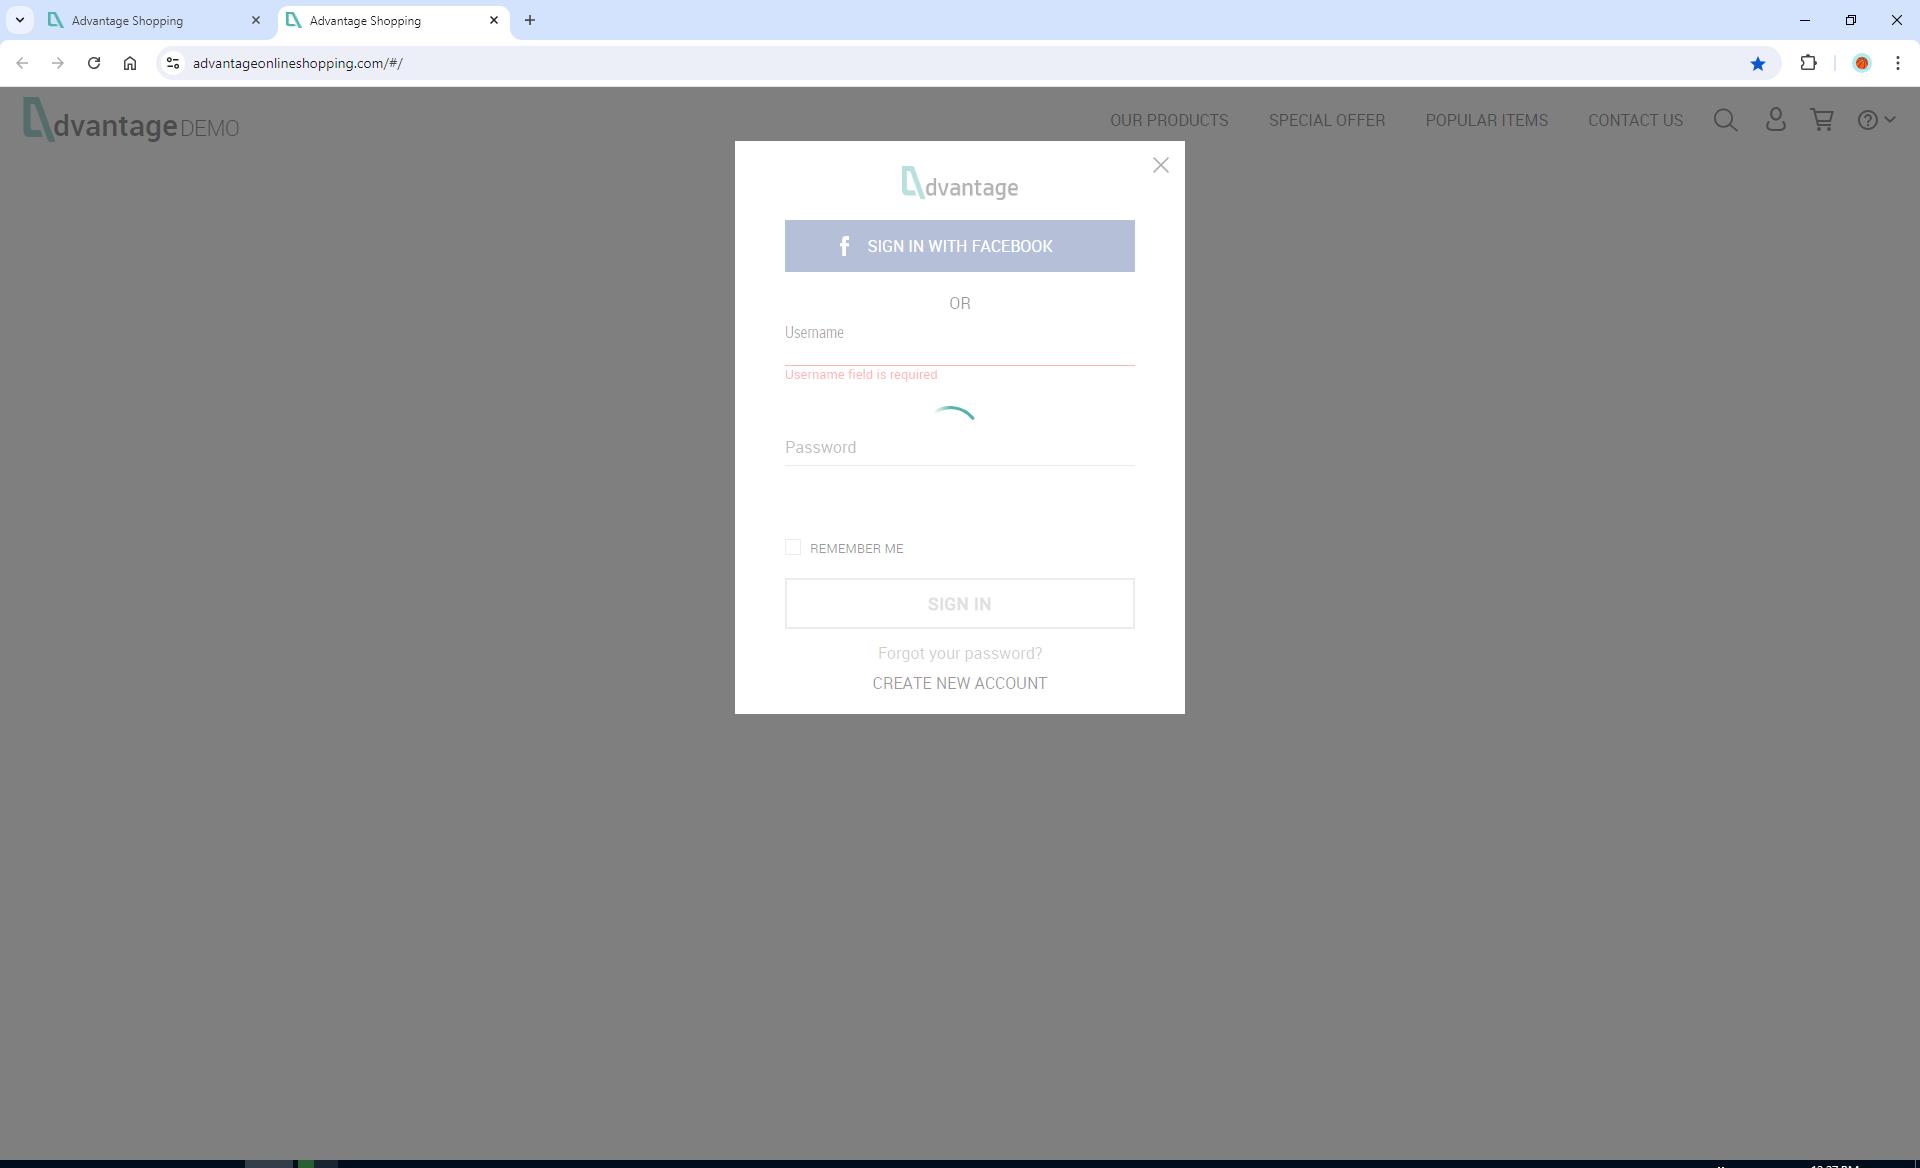 Advantage Shopping
Advantage Shopping
advantageonlineshopping.com/#/
dvantage DEMO
OUR PRODUCTS
SPECIAL OFFER
POPULAR ITEMS
CONTACT US
dvantage
f SIGN IN WITH FACEBOOK
OR
Username
Username field is required
Password
REMEMBER ME
SIGN IN
Forgot your password?
CREATE NEW ACCOUNT